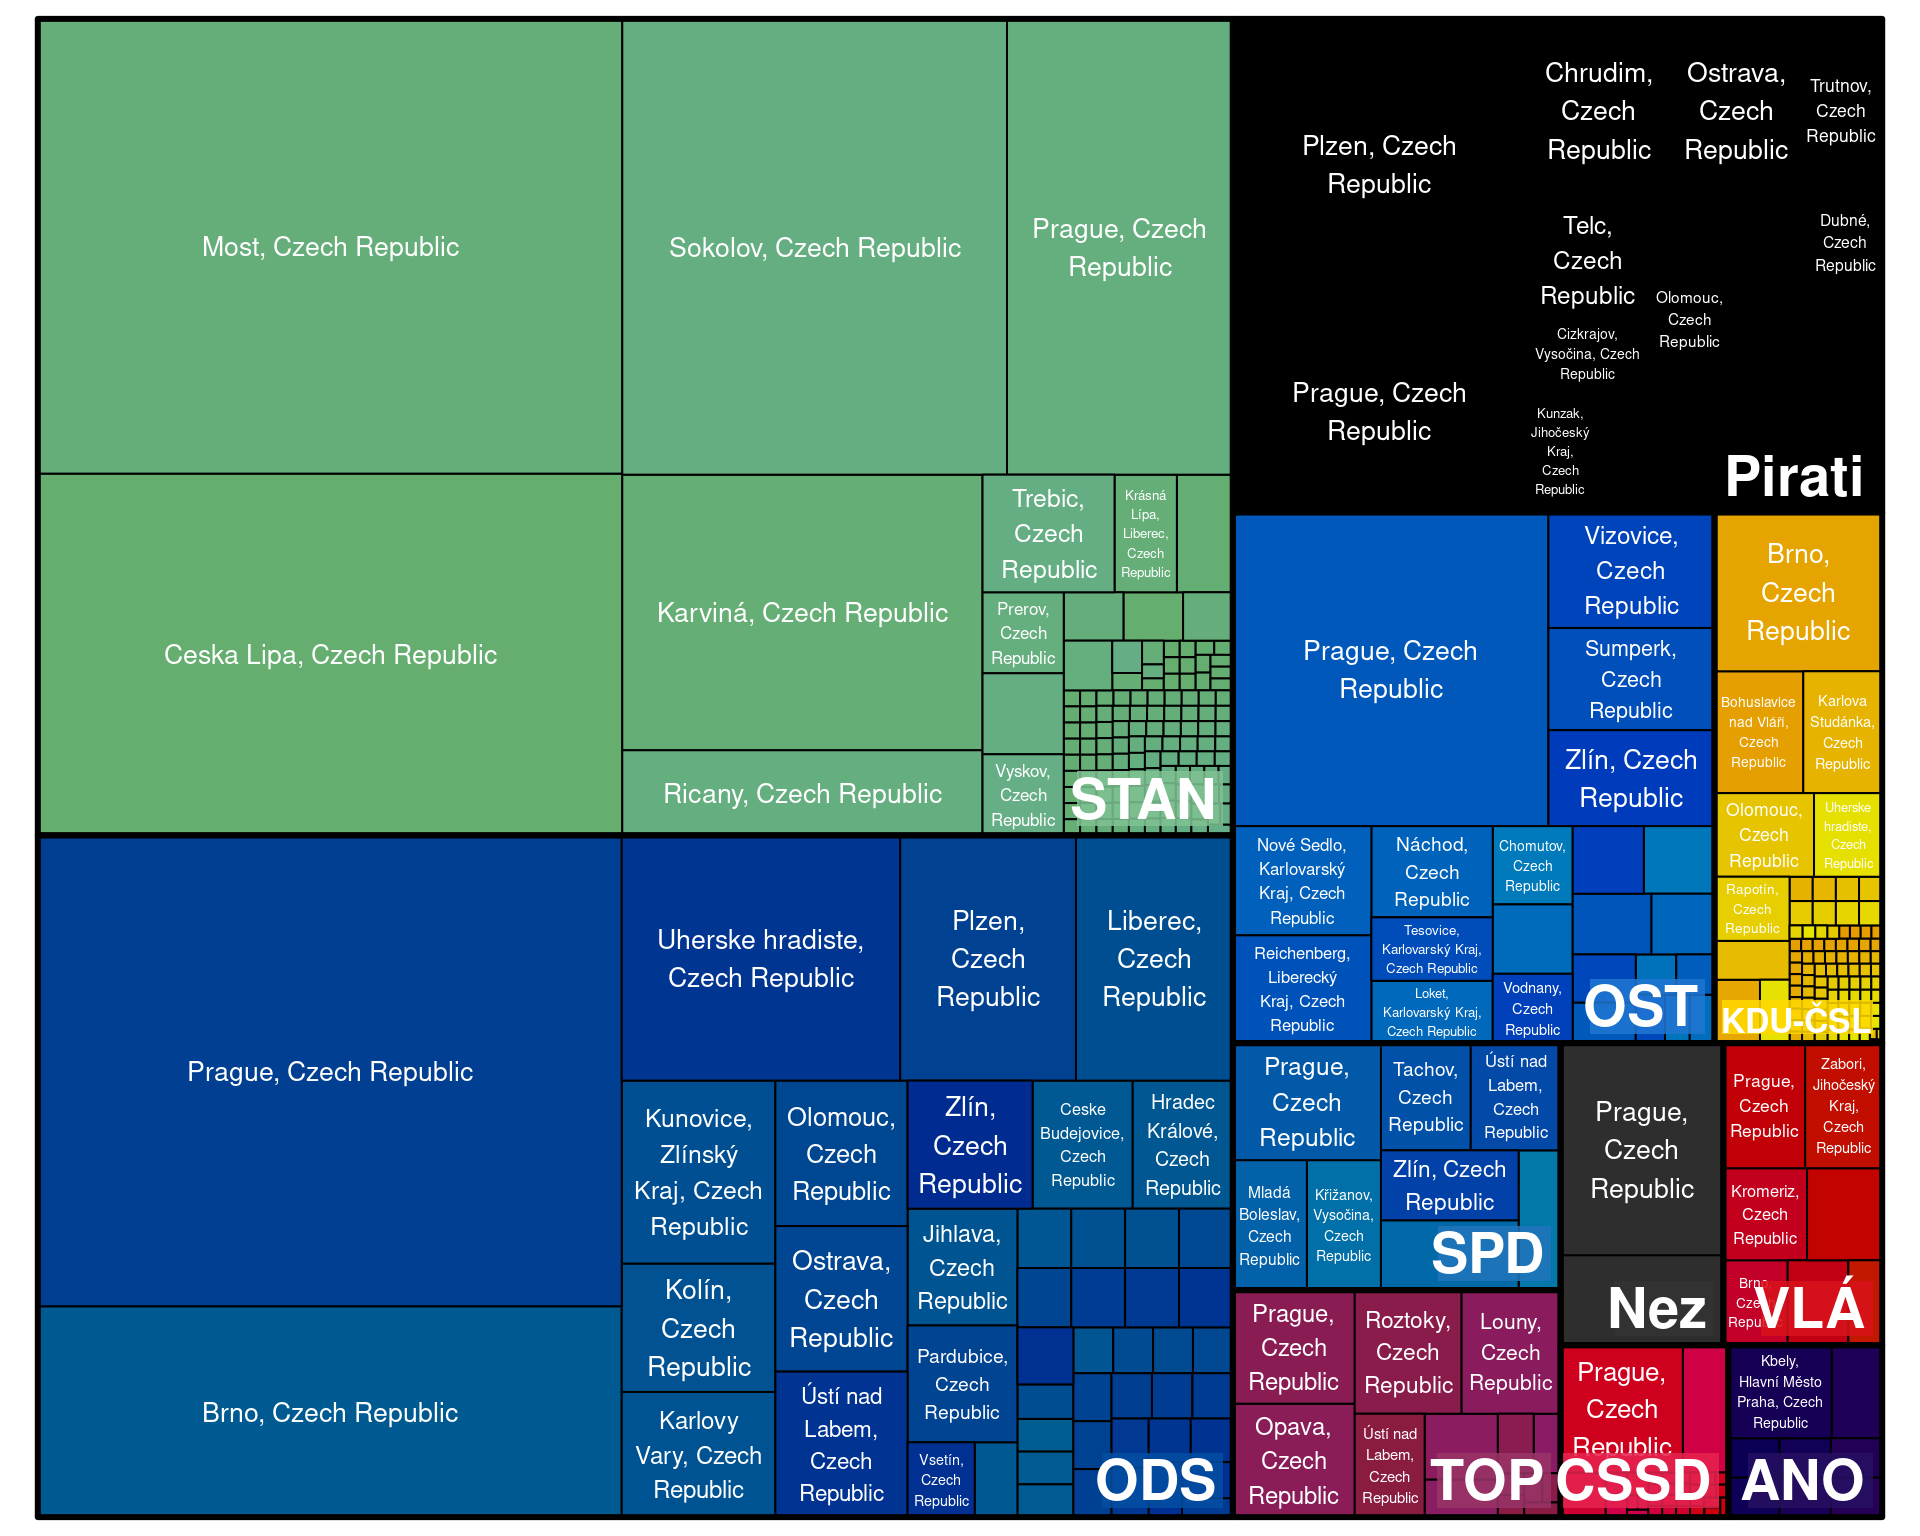 Most, Czech Republic
Sokolov, Czech Republic
Prague, Czech
Republic
Ceska Lipa, Czech Republic
Karviná, Czech Republic
Ricany, Czech Republic
Trebic,
Czech
Republic
Krásná
Lípa,
Liberec,
Czech
Republic
Prerov,
Czech
Republic
Vyskov,
Czech
Republic
STAN
Plzen, Czech
Republic
Chrudim,
Czech
Republic
Ostrava,
Czech
Republic
Trutnov,
Czech
Republic
Telc,
Czech
Republic
Dubné,
Czech
Republic
Olomouc,
Czech
Republic
Cizkrajov,
Vysočina, Czech
Republic
Prague, Czech
Republic
Kunzak,
Jihočeský
Kraj,
Czech
Republic
Pirati
Prague, Czech Republic
Brno, Czech Republic
Uherske hradiste,
Czech Republic
Plzen,
Czech
Republic
Liberec,
Czech
Republic
Kunovice,
Zlínský
Kraj, Czech
Republic
Olomouc,
Czech
Republic
Zlín,
Czech
Republic
Ceske
Budejovice,
Czech
Republic
Hradec
Králové,
Czech
Republic
Kolín,
Czech
Republic
Ostrava,
Czech
Republic
Jihlava,
Czech
Republic
Karlovy
Vary, Czech
Republic
Ústí nad
Labem,
Czech
Republic
Pardubice,
Czech
Republic
Vsetín,
Czech
Republic
ODS
Prague, Czech
Republic
Vizovice,
Czech
Republic
Sumperk,
Czech
Republic
Zlín, Czech
Republic
Nové Sedlo,
Karlovarský
Kraj, Czech
Republic
Náchod,
Czech
Republic
Chomutov,
Czech
Republic
Reichenberg,
Liberecký
Kraj, Czech
Republic
Tesovice,
Karlovarský Kraj,
Czech Republic
Loket,
Karlovarský Kraj,
Czech Republic
Vodnany,
Czech
Republic
OST
Brno,
Czech
Republic
Bohuslavice
nad Vláří,
Czech
Republic
Karlova
Studánka,
Czech
Republic
Olomouc,
Czech
Republic
Uherske
hradiste,
Czech
Republic
Rapotín,
Czech
Republic
KDU-ČSL
Prague,
Czech
Republic
Tachov,
Czech
Republic
Ústí nad
Labem,
Czech
Republic
Mladá
Boleslav,
Czech
Republic
Křižanov,
Vysočina,
Czech
Republic
Zlín, Czech
Republic
SPD
Prague,
Czech
Republic
Nez
Prague,
Czech
Republic
Zabori,
Jihočeský
Kraj,
Czech
Republic
Kromeriz,
Czech
Republic
Brno,
VLÁ
Prague,
Czech
Republic
Roztoky,
Czech
Republic
Louny,
Czech
Republic
Opava,
Czech
Republic
Ústí nad
Labem,
Czech
Republic
TOP
Prague,
Czech
Republic
CSSD
Kbely,
Hlavní Město
Praha, Czech
Republic
ANO